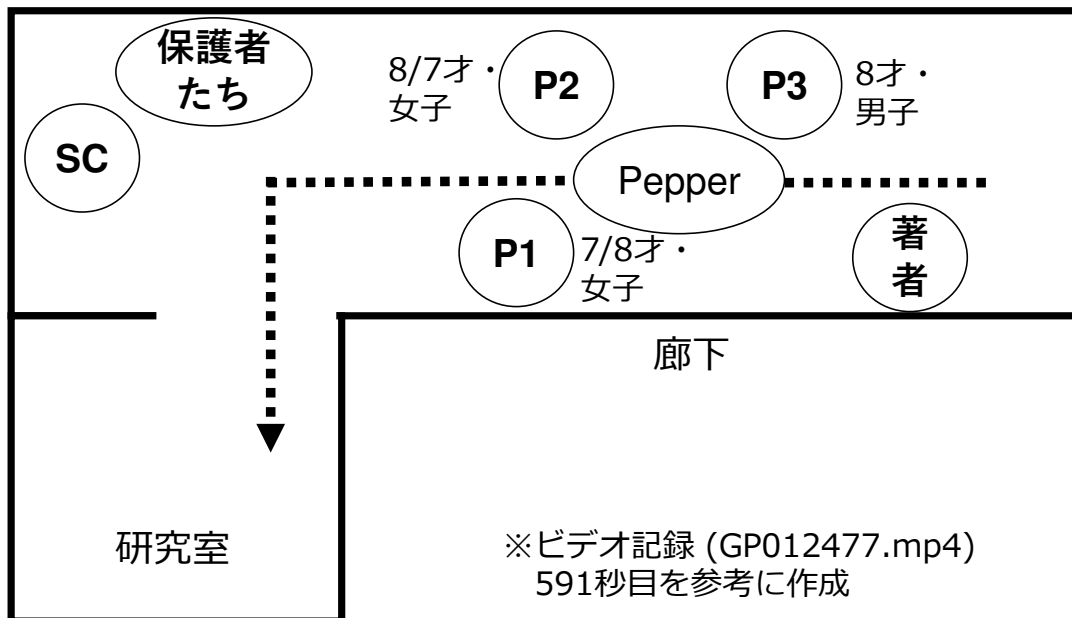 保護者
たち
SC
8/7才・
女子
P2
P3
8才・
男子
Pepper
P1
7/8才・
女子
著
者
廊下
研究室
※ビデオ記録 (GP012477.mp4)
591秒目を参考に作成